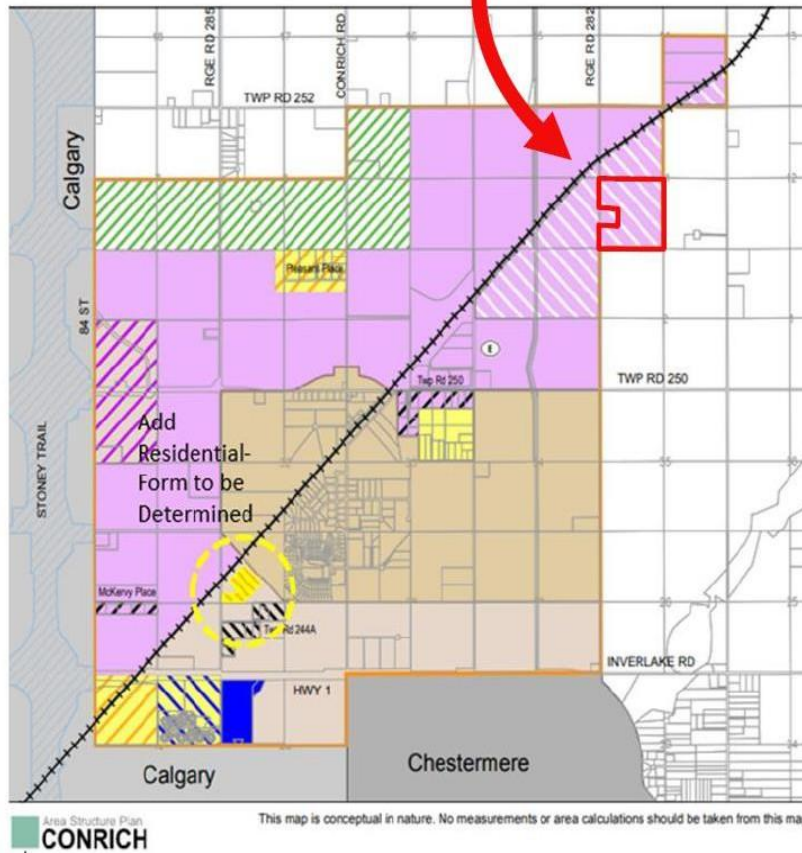 RGE RD 285
CONRICH RD
RGE RD 282
TWP RD 252
Calgary
Pleasant Place
84 ST
E
Twp Rd 250
TWP RD 250
STONEY TRAIL
Add
Residential-
Form to be
Determined
McKervy Place
Twp Rd 244A
INVERLAKE RD
HWY 1
Calgary
Chestermere
Area Structure Plan
CONRICH
This map is conceptual in nature. No measurements or area calculations should be taken from this ma